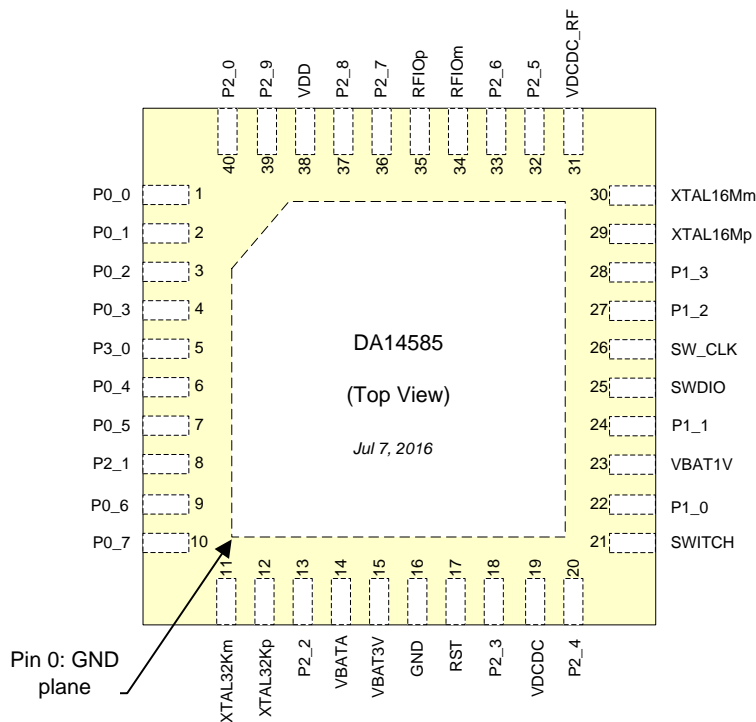 P2_0
P2_9
VDD
P2_8
P2_7
RFIOp
RFIOm
P2_6
P2_5
VDCDC_RF
40
39
38
37
36
35
34
33
32
31
P0_0 1
P0_1 2
P0_2 3
P0_3 4
P3_0 5
P0_4 6
P0_5 7
P2_1 8
P0_6 9
P0_7 10
DA14585
(Top View)
Jul 7, 2016
30 XTAL16Mm
29 XTAL16Mp
28 P1_3
27 P1_2
26 SW_CLK
25 SWDIO
24 P1_1
23 VBAT1V
22 P1_0
21 SWITCH
11
12
13
14
15
16
17
18
19
20
XTAL32Km
XTAL32Kp
P2_2
VBATA
VBAT3V
GND
RST
P2_3
VDCDC
P2_4
Pin 0: GND
plane